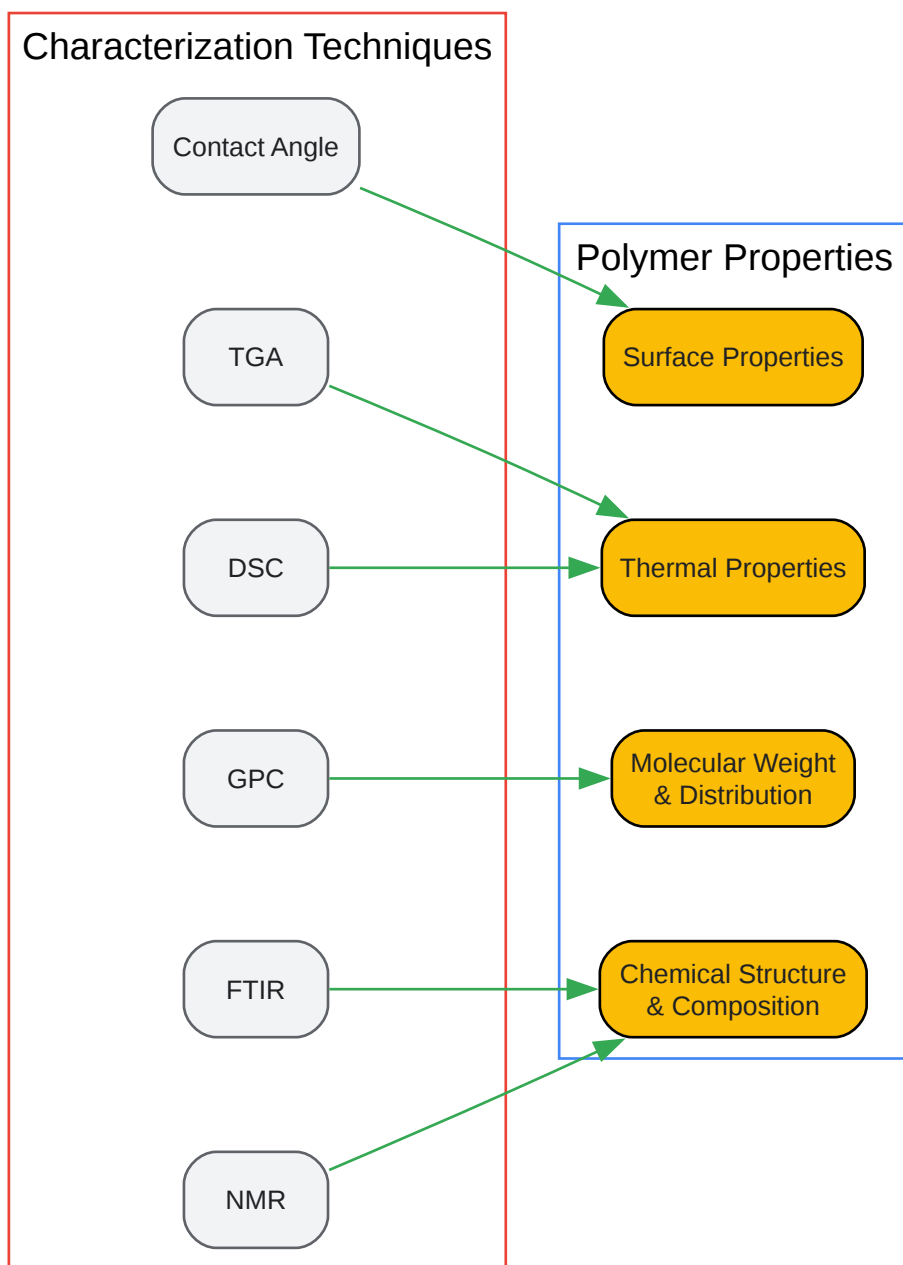 Characterization Techniques
Contact Angle
TGA
DSC
GPC
FTIR
NMR
Polymer Properties
Surface Properties
Thermal Properties
Molecular Weight
& Distribution
Chemical Structure
& Composition